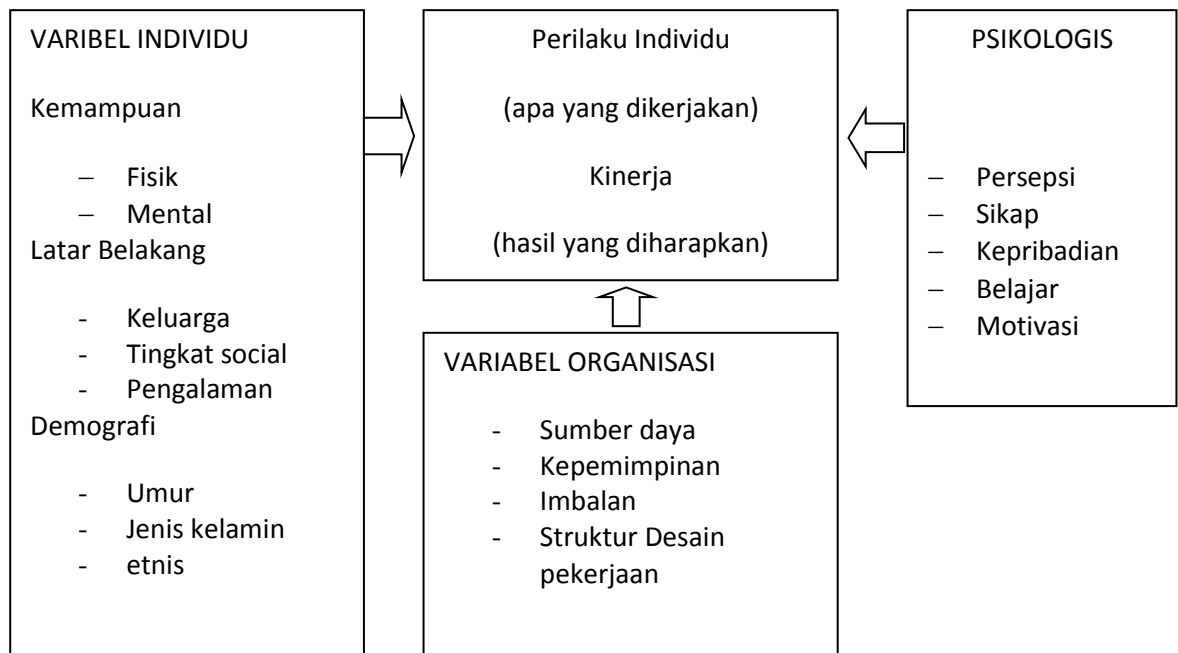 VARIBEL INDIVIDU
Kemampuan
– Fisik
– Mental
Latar Belakang
- Keluarga
- Tingkat social
- Pengalaman
Demografi
- Umur
- Jenis kelamin
- etnis
Perilaku Individu
(apa yang dikerjakan)
Kinerja
(hasil yang diharapkan)
VARIABEL ORGANISASI
- Sumber daya
- Kepemimpinan
- Imbalan
- Struktur Desain
pekerjaan
PSIKOLOGIS
– Persepsi
– Sikap
– Kepribadian
– Belajar
– Motivasi